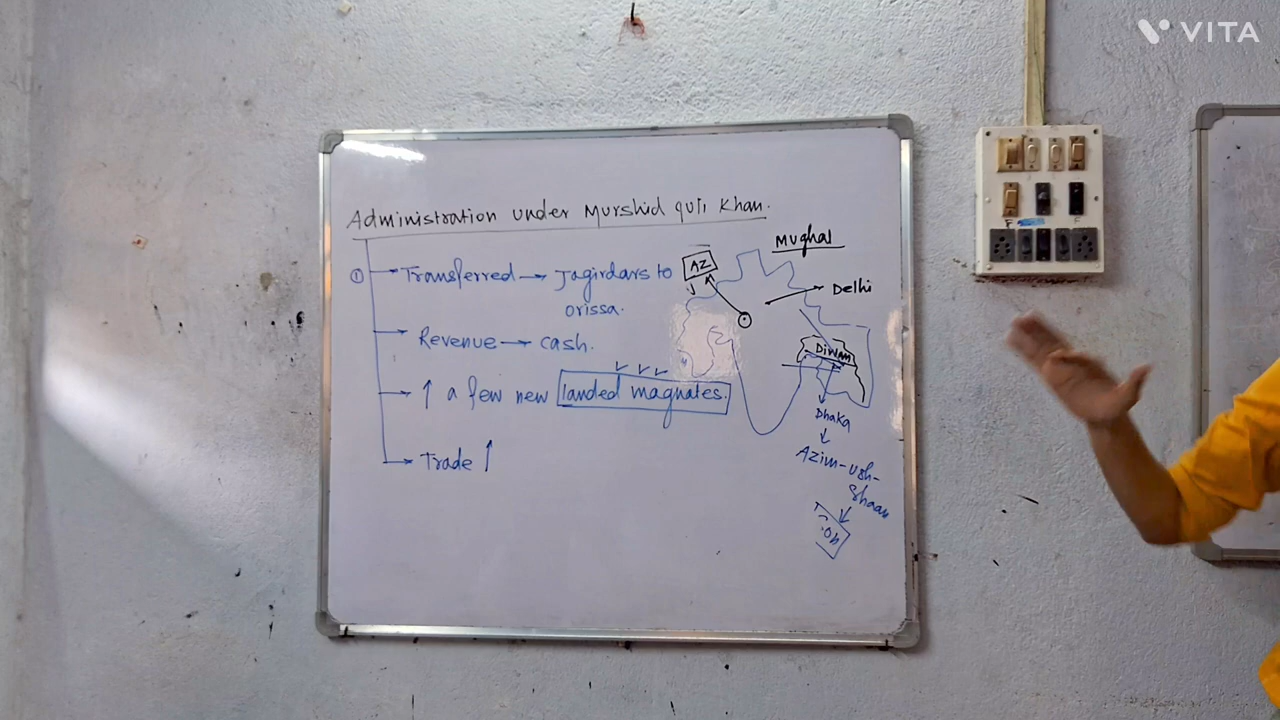 VITA
Administration under Murshid quli Khan.
① → Transferred → Jagirdars to
orissa.
→ Revenue → cash.
→ ↑ a few new landed magnates.
→ Trade ↑
Mughal
AZ
Delhi
Diwan
Dhaka
↓
Azim-ush-
Shaan